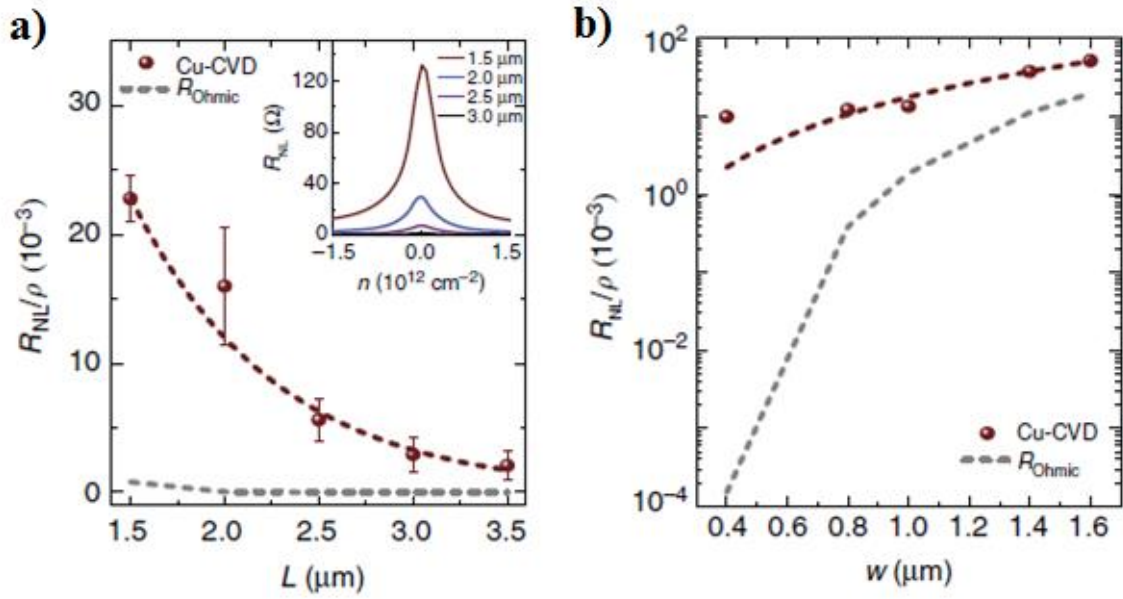 a)
Cu-CVD
R_Ohmic
1.5 μm
2.0 μm
2.5 μm
3.0 μm
120
80
40
0
R_NL (Ω)
−1.5
0.0
1.5
n (10^12 cm^−2)
30
20
10
0
R_NL/ρ (10^−3)
1.5
2.0
2.5
3.0
3.5
L (μm)
b)
10^2
10^0
10^−2
10^−4
R_NL/ρ (10^−3)
Cu-CVD
R_Ohmic
0.4
0.6
0.8
1.0
1.2
1.4
1.6
w (μm)